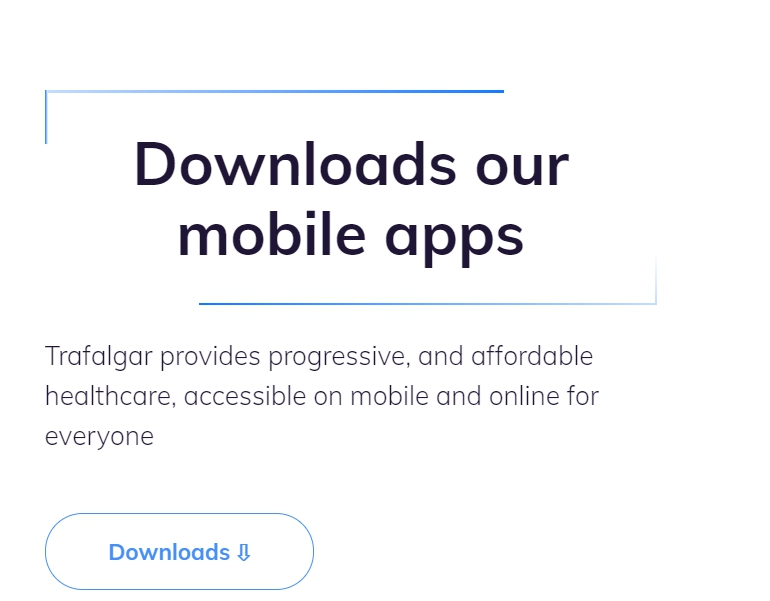 Downloads our
mobile apps
Trafalgar provides progressive, and affordable
healthcare, accessible on mobile and online for
everyone
Downloads ⇩